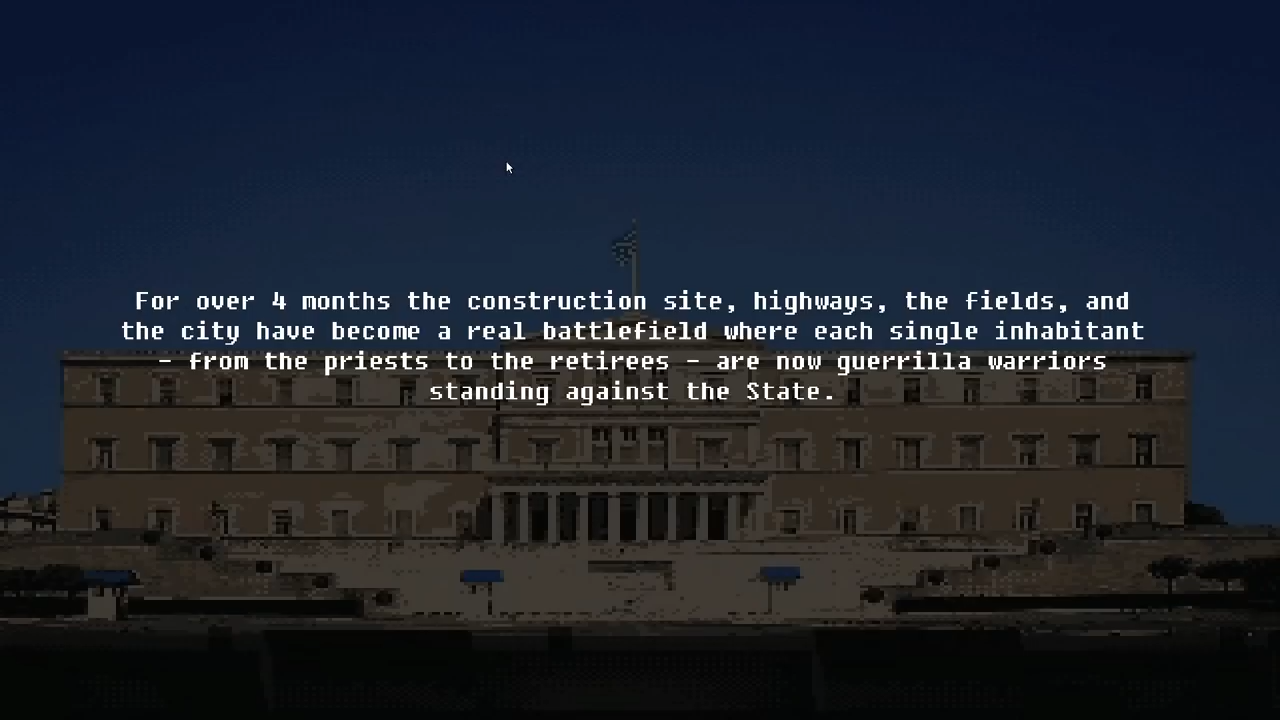 For over 4 months the construction site, highways, the fields, and
the city have become a real battlefield where each single inhabitant
- from the priests to the retirees - are now guerrilla warriors
standing against the State.